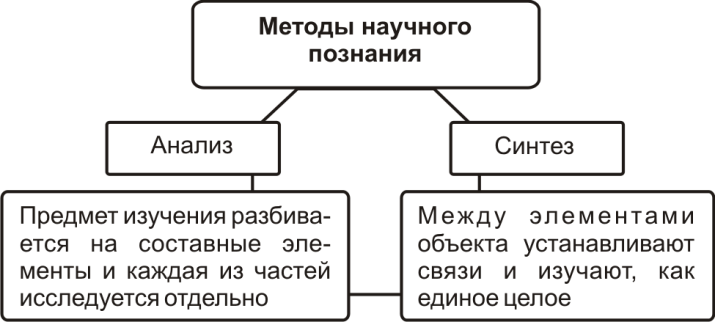 Методы научного
познания
Анализ
Синтез
Предмет изучения разбива-
ется на составные эле-
менты и каждая из частей
исследуется отдельно
Между элементами
объекта устанавливают
связи и изучают, как
единое целое